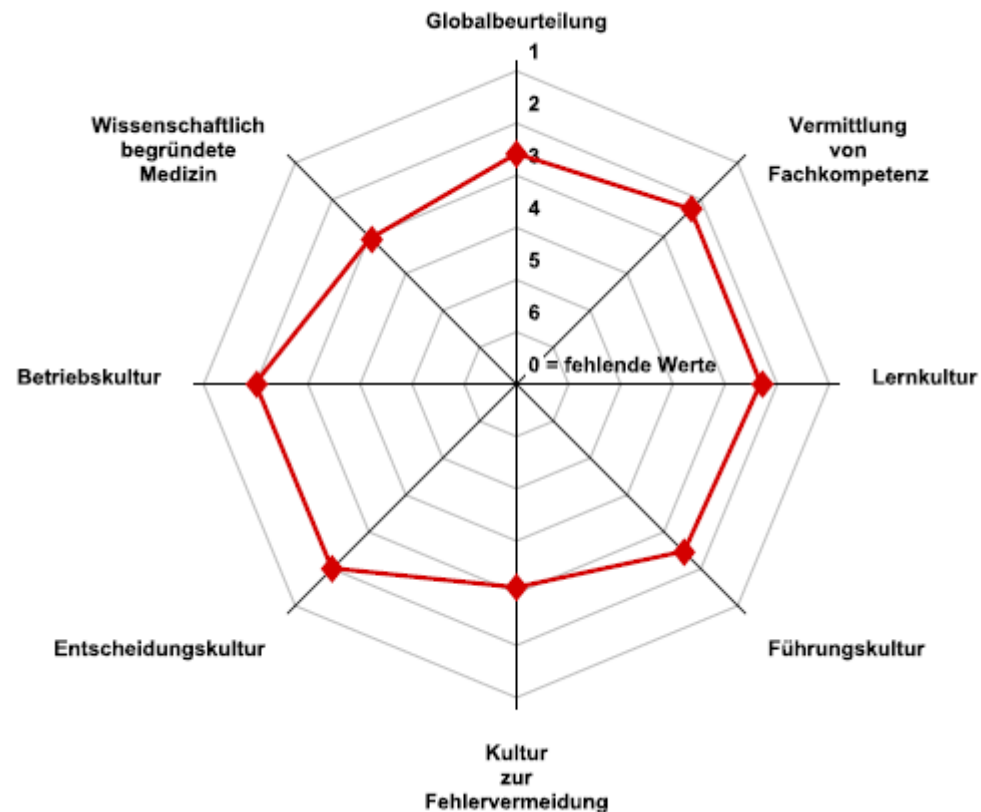 Globalbeurteilung
1
2
3
4
5
6
0 = fehlende Werte
Vermittlung
von
Fachkompetenz
Lernkultur
Führungskultur
Kultur
zur
Fehlervermeidung
Entscheidungskultur
Betriebskultur
Wissenschaftlich
begründete
Medizin